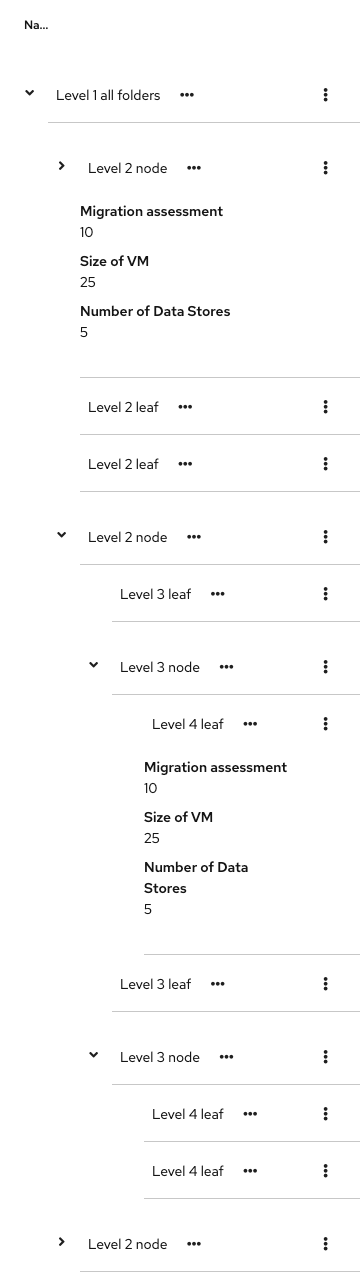 Na...
Level 1 all folders
Level 2 node
Migration assessment
10
Size of VM
25
Number of Data Stores
5
Level 2 leaf
Level 2 leaf
Level 2 node
Level 3 leaf
Level 3 node
Level 4 leaf
Migration assessment
10
Size of VM
25
Number of Data
Stores
5
Level 3 leaf
Level 3 node
Level 4 leaf
Level 4 leaf
Level 2 node